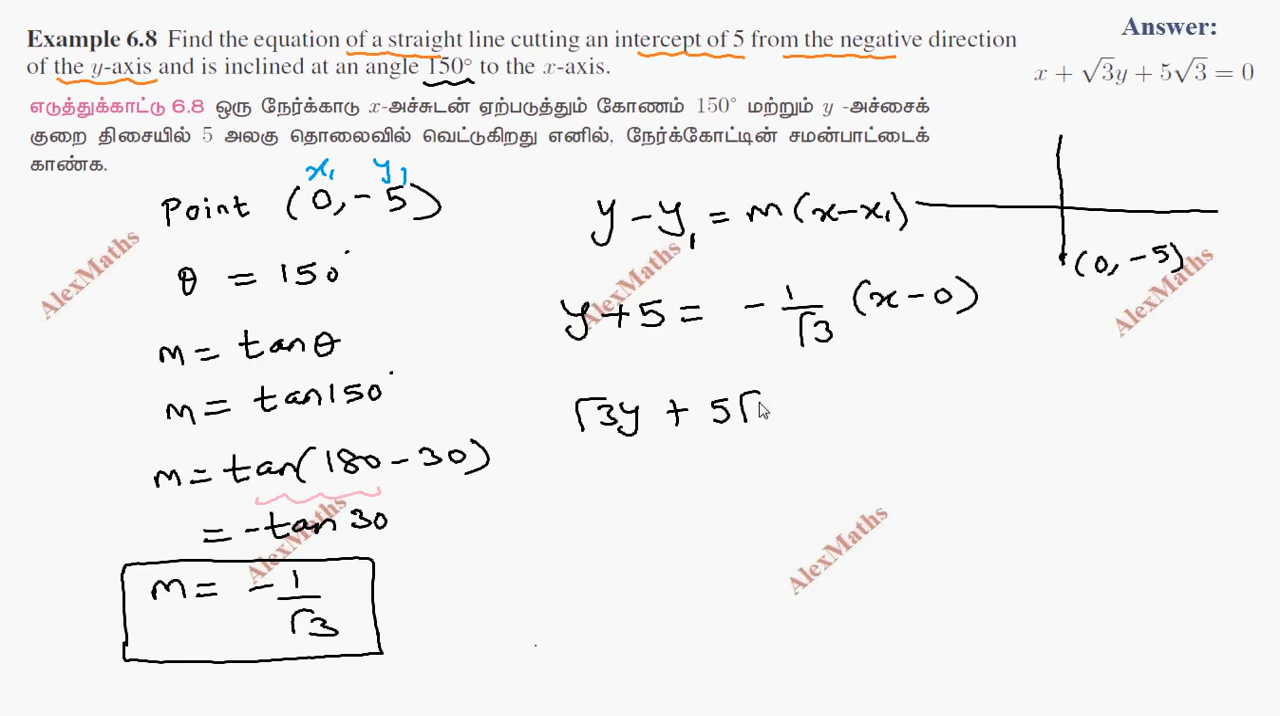 Example 6.8 Find the equation of a straight line cutting an intercept of 5 from the negative direction
of the y-axis and is inclined at an angle 150° to the x-axis.
எடுத்துக்காட்டு 6.8 ஒரு நேர்க்காடு x-அச்சுடன் ஏற்படுத்தும் கோணம் 150° மற்றும் y -அச்சைக்
குறை திசையில் 5 அலகு தொலைவில் வெட்டுகிறது எனில், நேர்க்கோட்டின் சமன்பாட்டைக்
காண்க.
Answer:
x + √3y + 5√3 = 0
x₁ y₁
Point (0, -5)
θ = 150°
m = tanθ
m = tan150°
m = tan(180 - 30)
= -tan 30
m = -1/√3
y - y₁ = m(x - x₁)
y + 5 = -1/√3 (x - 0)
√3y + 5√
(0, -5)
AlexMaths
AlexMaths
AlexMaths
AlexMaths
AlexMaths